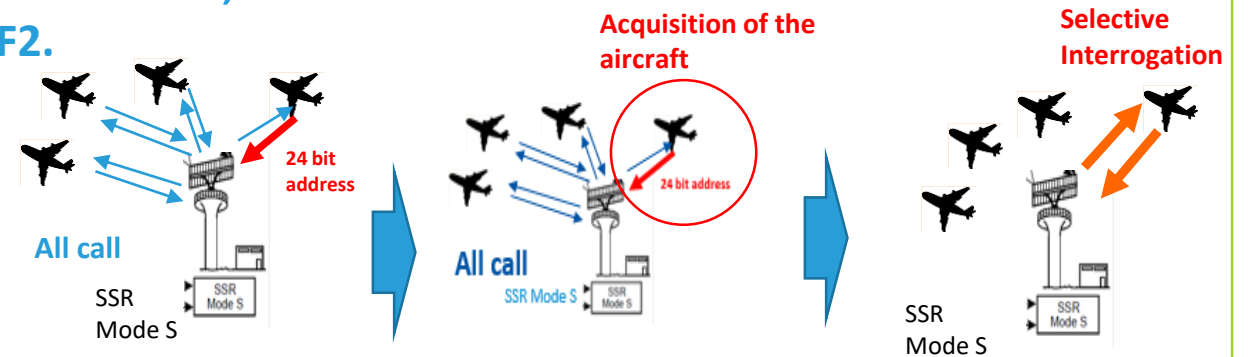 F2.
24 bit
address
All call
SSR
Mode S
SSR
Mode S
Acquisition of the
aircraft
24 bit address
All call
SSR Mode S
SSR
Mode S
Selective
Interrogation
SSR
Mode S
SSR
Mode S